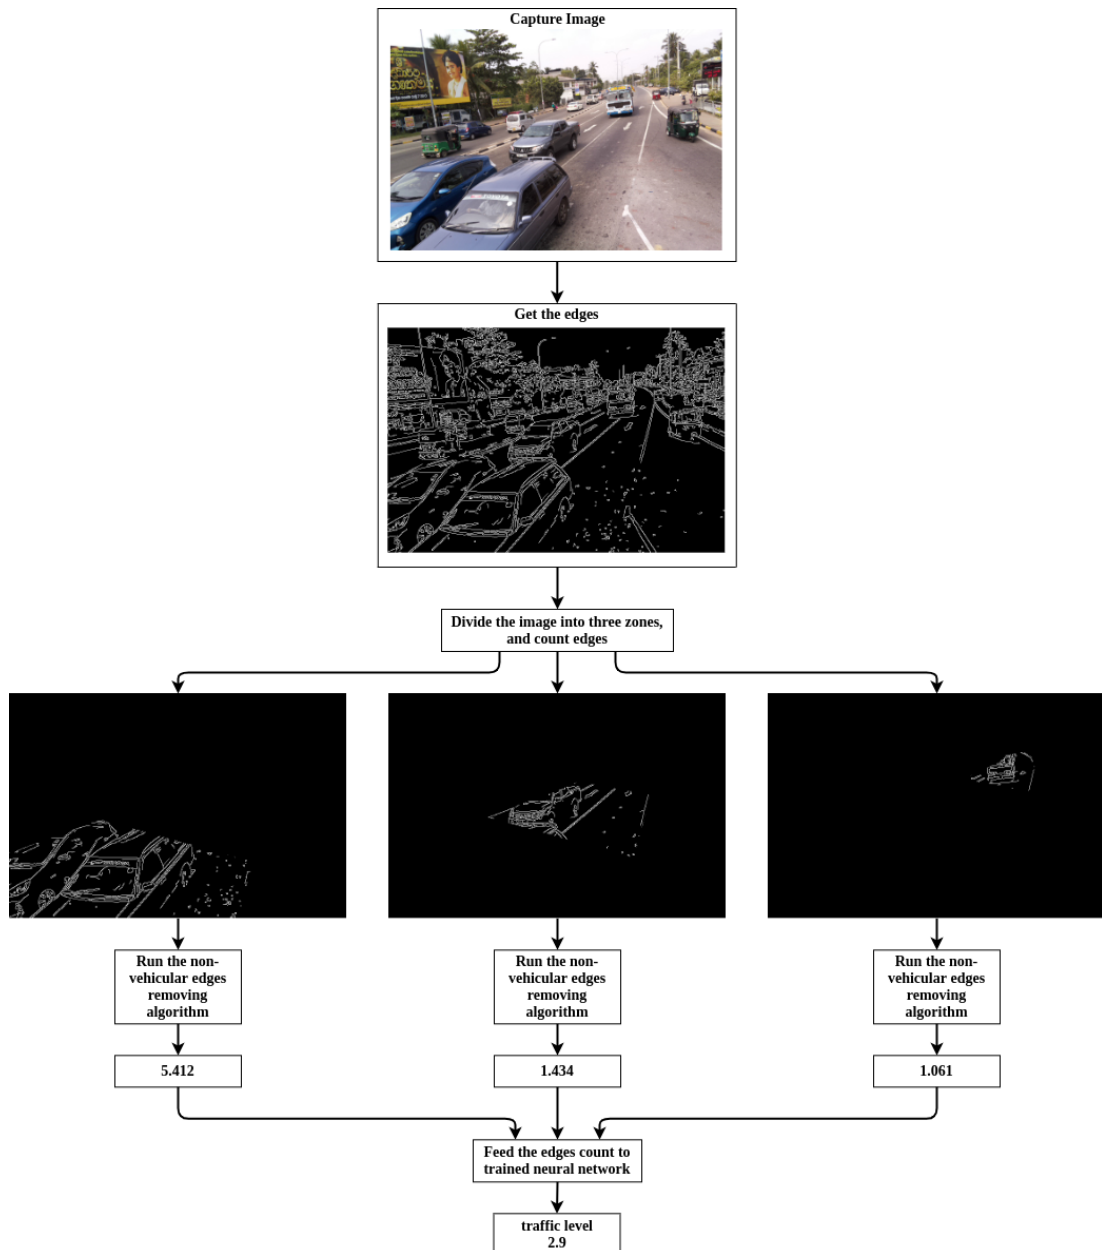 Capture Image
Get the edges
Divide the image into three zones,
and count edges
Run the non-
vehicular edges
removing
algorithm
Run the non-
vehicular edges
removing
algorithm
Run the non-
vehicular edges
removing
algorithm
5.412
1.434
1.061
Feed the edges count to
trained neural network
traffic level
2.9